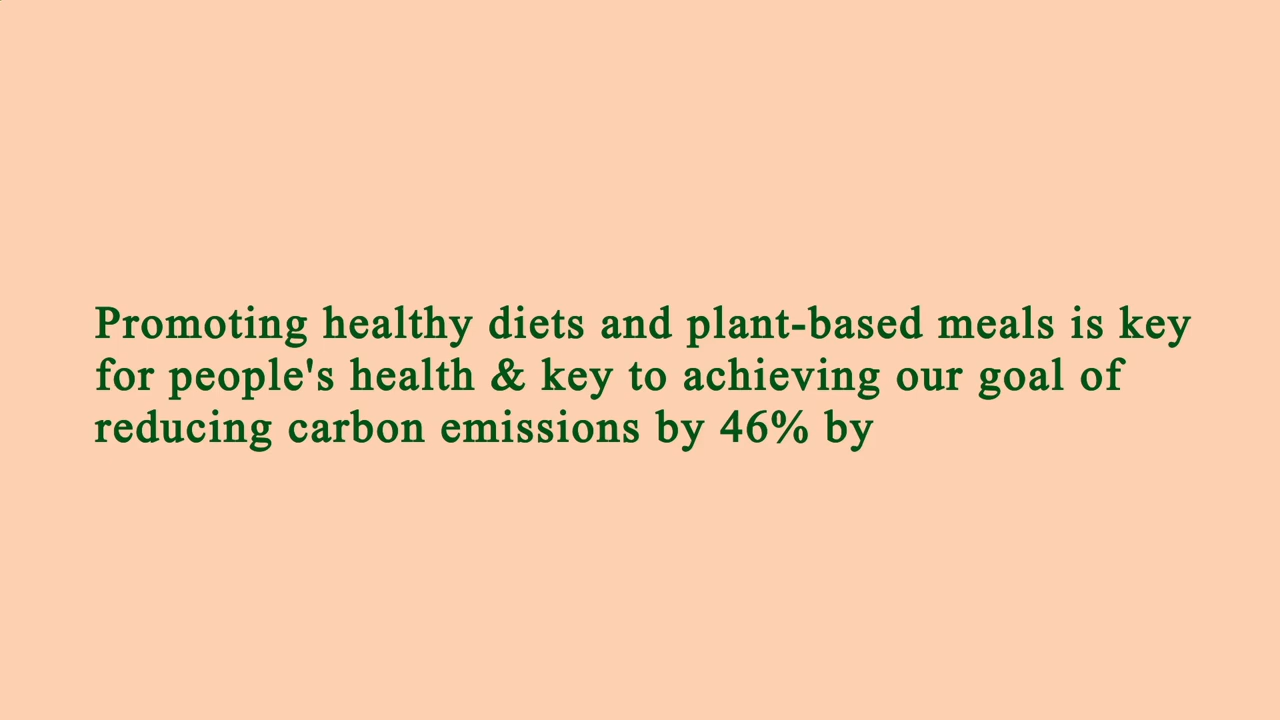 Promoting healthy diets and plant-based meals is key
for people's health & key to achieving our goal of
reducing carbon emissions by 46% by